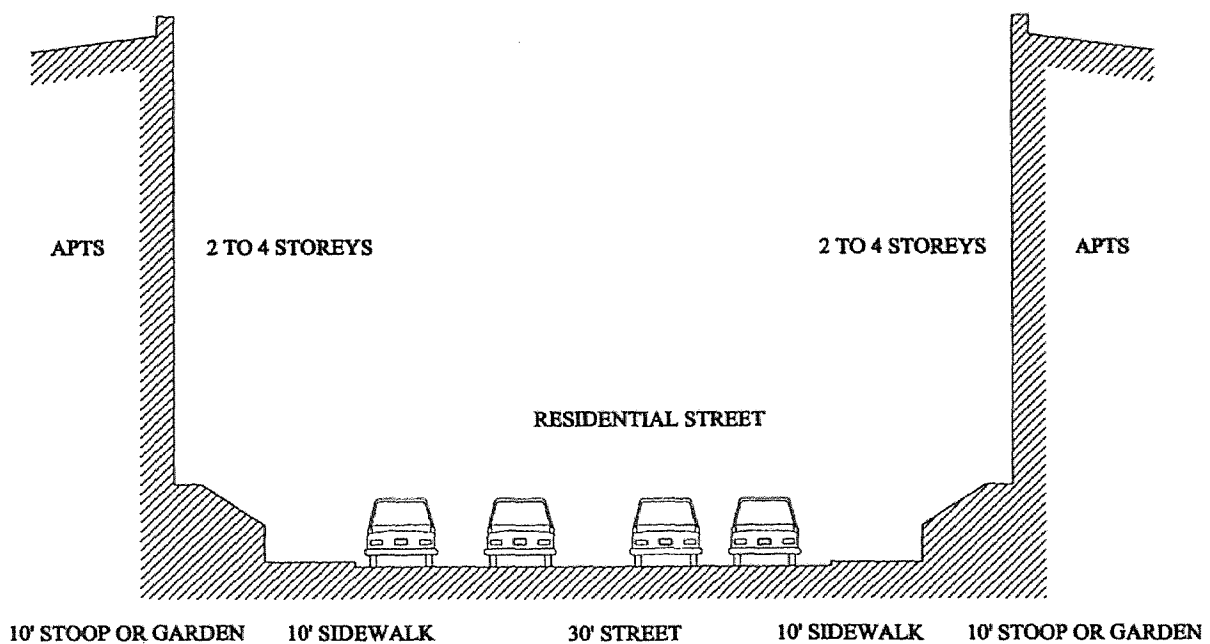 APTS 2 TO 4 STOREYS 2 TO 4 STOREYS APTS
RESIDENTIAL STREET
10' STOOP OR GARDEN 10' SIDEWALK 30' STREET 10' SIDEWALK 10' STOOP OR GARDEN